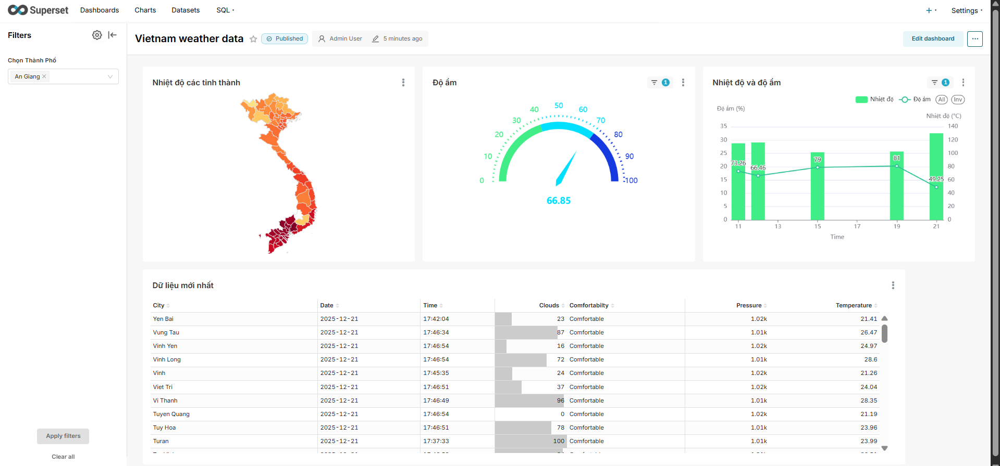 Superset Dashboards Charts Datasets SQL Settings
Filters
Chọn Thành Phố
An Giang
Apply filters
Clear all
Vietnam weather data Published Admin User 5 minutes ago Edit dashboard
Nhiệt độ các tỉnh thành
Độ ẩm 1
0 10 20 30 40 50 60 70 80 90 100
66.85
Nhiệt độ và độ ẩm 1
Nhiệt độ Độ ẩm All Inv
Độ ẩm (%)
Nhiệt độ (°C)
35 140
30 120
25 100
20 80
15 60
10 40
5 20
0 0
73.26 66.46 79 81 49.25
11 13 15 17 19 21
Time
Dữ liệu mới nhất
City Date Time Clouds Comfortabilty Pressure Temperature
Yen Bai 2025-12-21 17:42:04 23 Comfortable 1.02k 21.41
Vung Tau 2025-12-21 17:46:34 87 Comfortable 1.01k 26.47
Vinh Yen 2025-12-21 17:46:54 16 Comfortable 1.02k 24.97
Vinh Long 2025-12-21 17:46:54 72 Comfortable 1.01k 28.6
Vinh 2025-12-21 17:45:35 24 Comfortable 1.02k 21.26
Viet Tri 2025-12-21 17:46:51 37 Comfortable 1.02k 24.04
Vi Thanh 2025-12-21 17:46:49 96 Comfortable 1.01k 28.35
Tuyen Quang 2025-12-21 17:46:54 0 Comfortable 1.02k 21.19
Tuy Hoa 2025-12-21 17:46:51 78 Comfortable 1.01k 23.96
Turan 2025-12-21 17:37:33 100 Comfortable 1.01k 23.99